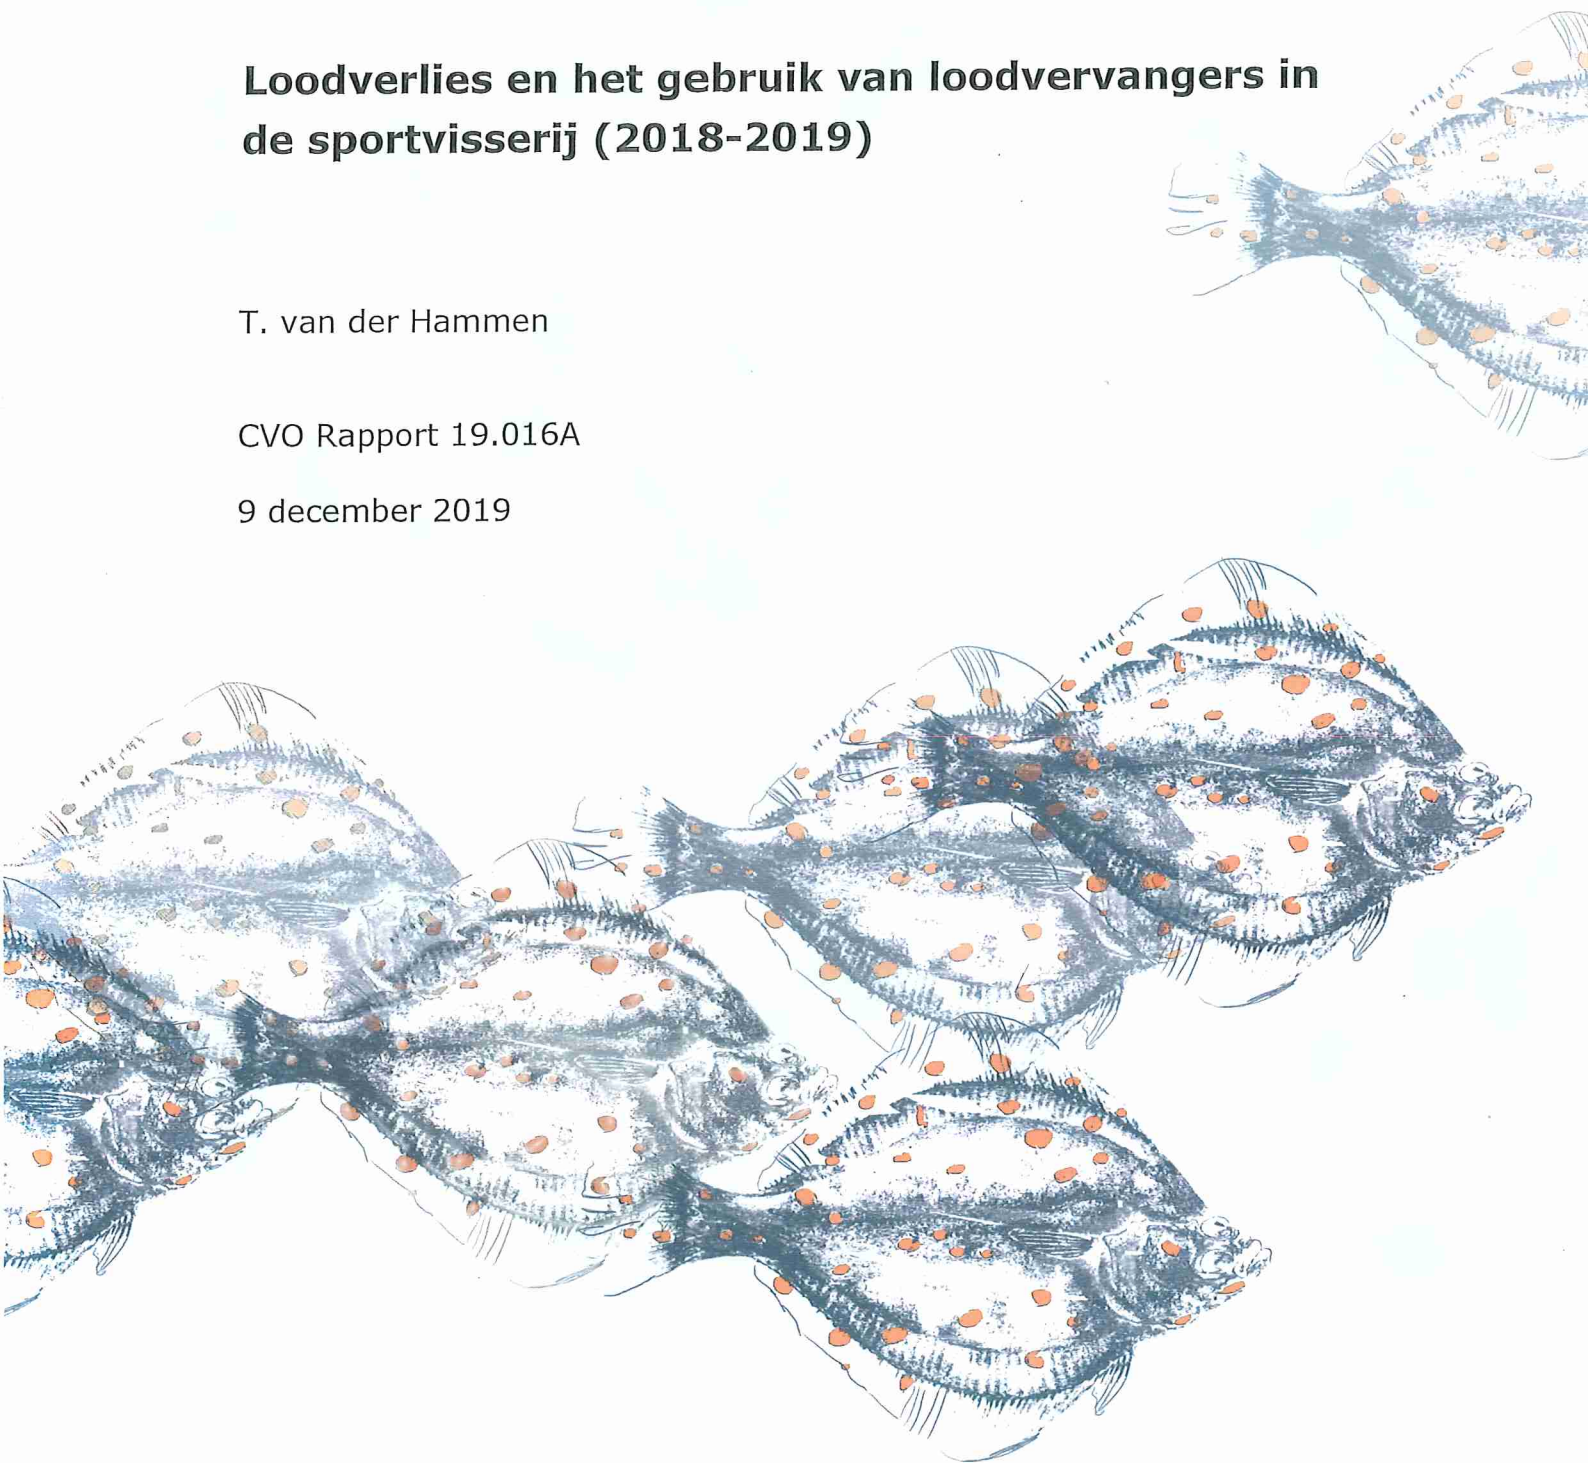 Loodverlies en het gebruik van loodvervangers in
de sportvisserij (2018-2019)
T. van der Hammen
CVO Rapport 19.016A
9 december 2019